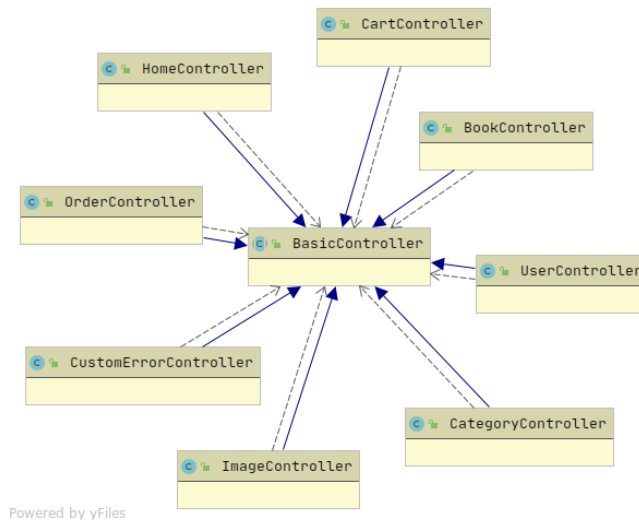 C CartController
C HomeController
C BookController
C OrderController
C BasicController
C UserController
C CustomErrorController
C CategoryController
C ImageController
Powered by yFiles